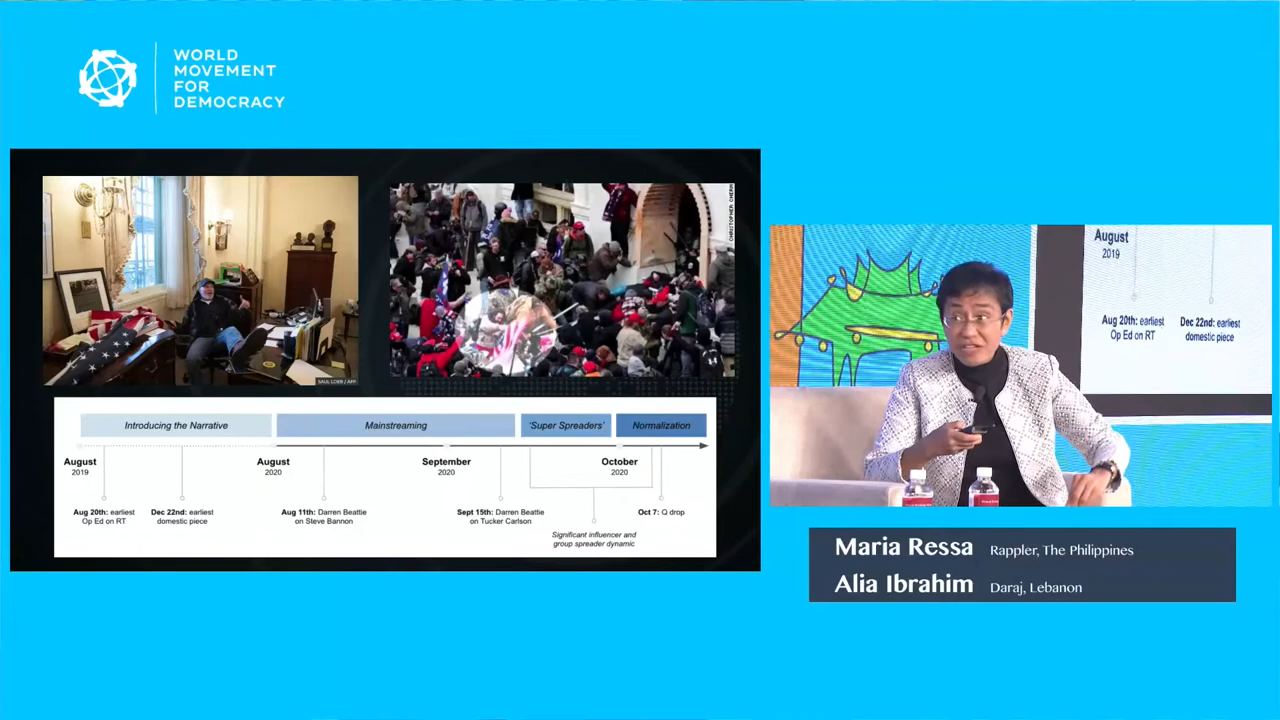 WORLD
MOVEMENT
FOR
DEMOCRACY
SAUL LOEB / AFP
Introducing the Narrative
Mainstreaming
'Super Spreaders'
Normalization
August
2019
August
2020
September
2020
October
2020
Aug 20th: earliest
Op Ed on RT
Dec 22nd: earliest
domestic piece
Aug 11th: Darren Beattie
on Steve Bannon
Sept 15th: Darren Beattie
on Tucker Carlson
Oct 7: Q drop
Significant influencer and
group spreader dynamic
August
2019
Aug 20th: earliest
Op Ed on RT
Dec 22nd: earliest
domestic piece
Maria Ressa Rappler, The Philippines
Alia Ibrahim Daraj, Lebanon